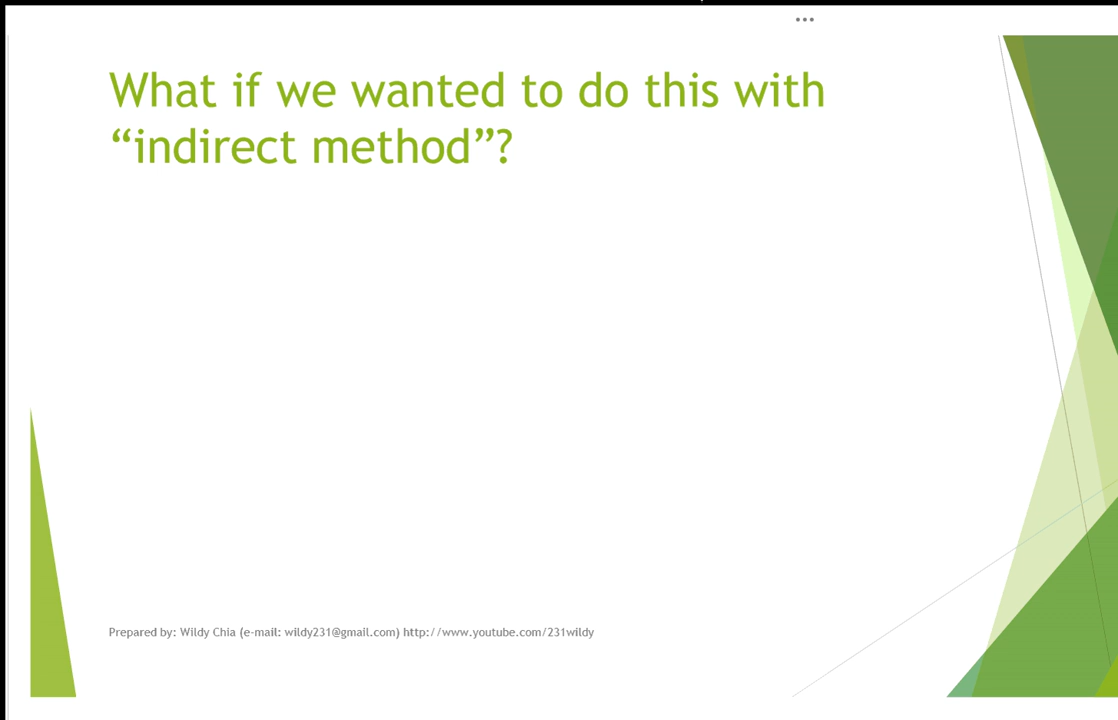 What if we wanted to do this with
“indirect method”?
Prepared by: Wildy Chia (e-mail: wildy231@gmail.com) http://www.youtube.com/231wildy